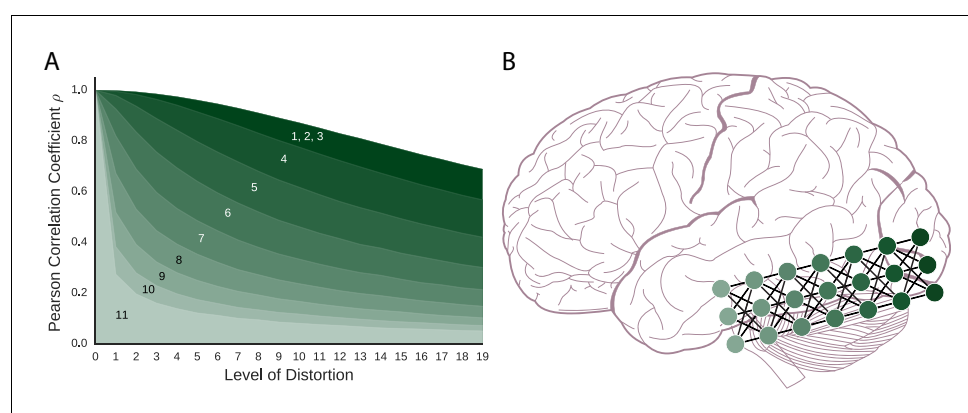 A
B
Pearson Correlation Coefficient ρ
1.0
0.8
0.6
0.4
0.2
0.0
1, 2, 3
4
5
6
7
8
9
10
11
0 1 2 3 4 5 6 7 8 9 10 11 12 13 14 15 16 17 18 19
Level of Distortion